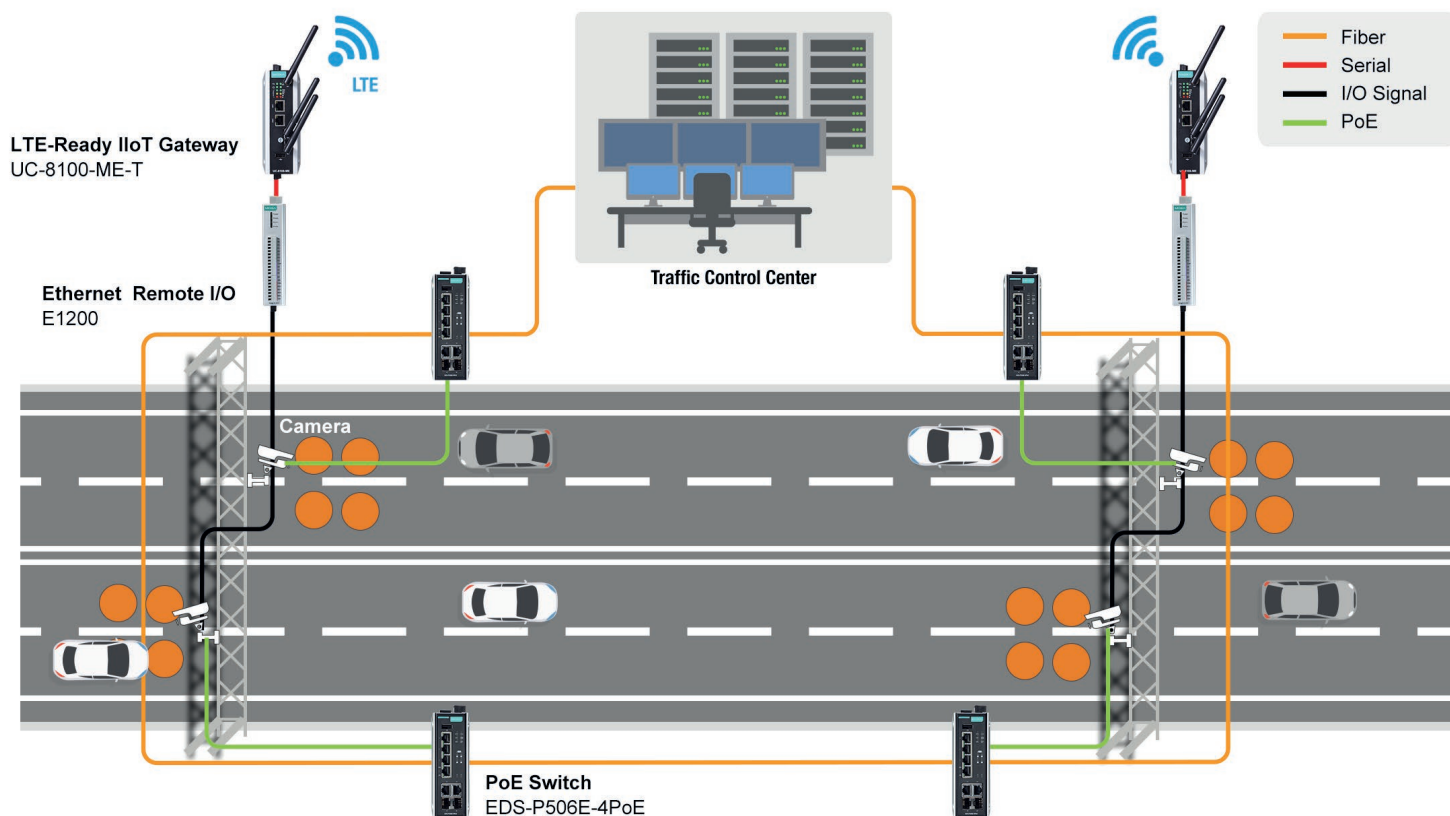 LTE
Fiber
Serial
I/O Signal
PoE
LTE-Ready IIoT Gateway
UC-8100-ME-T
Ethernet Remote I/O
E1200
Traffic Control Center
Camera
PoE Switch
EDS-P506E-4PoE